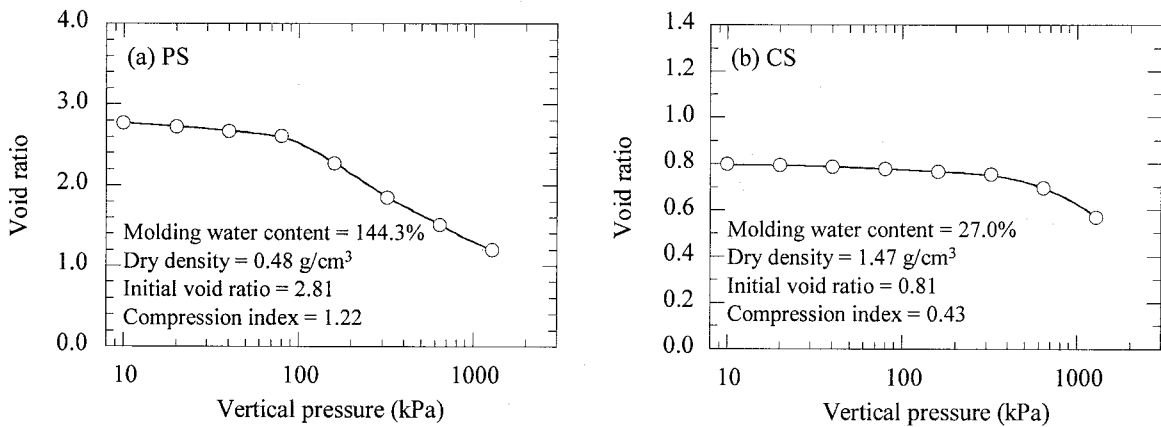 4.0
(a) PS
3.0
Void ratio
2.0
Molding water content = 144.3%
Dry density = 0.48 g/cm³
1.0
Initial void ratio = 2.81
Compression index = 1.22
0.0
10
100
1000
Vertical pressure (kPa)
1.4
(b) CS
1.2
1.0
Void ratio
0.8
0.6
Molding water content = 27.0%
Dry density = 1.47 g/cm³
0.4
Initial void ratio = 0.81
0.2
Compression index = 0.43
0.0
10
100
1000
Vertical pressure (kPa)